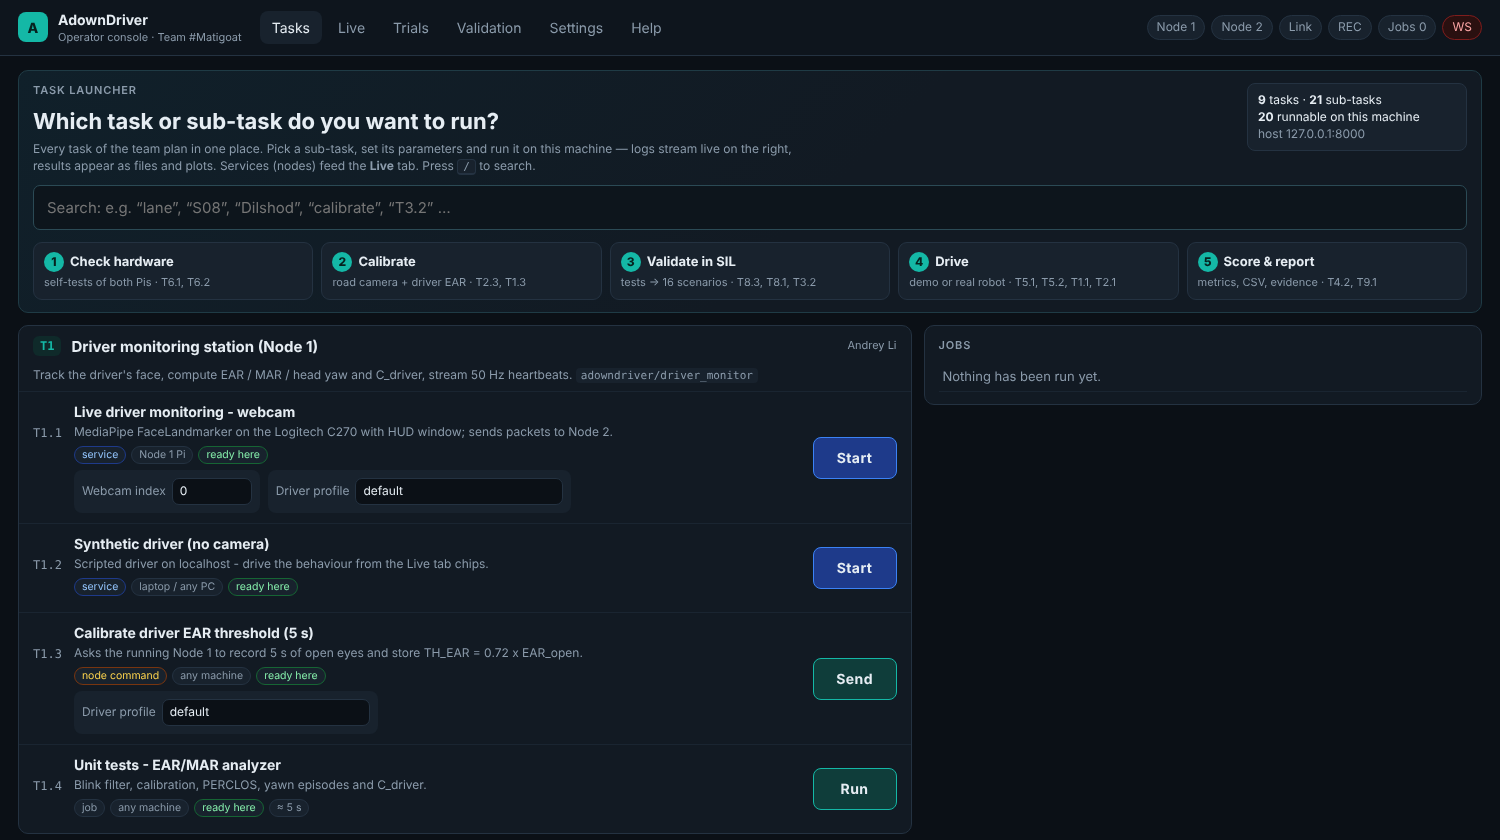 A
AdownDriver
Operator console · Team #Matigoat
Tasks
Live
Trials
Validation
Settings
Help
Node 1
Node 2
Link
REC
Jobs 0
WS
TASK LAUNCHER
Which task or sub-task do you want to run?
Every task of the team plan in one place. Pick a sub-task, set its parameters and run it on this machine — logs stream live on the right,
results appear as files and plots. Services (nodes) feed the Live tab. Press / to search.
9 tasks · 21 sub-tasks
20 runnable on this machine
host 127.0.0.1:8000
Search: e.g. “lane”, “S08”, “Dilshod”, “calibrate”, “T3.2” ...
1 Check hardware
self-tests of both Pis · T6.1, T6.2
2 Calibrate
road camera + driver EAR · T2.3, T1.3
3 Validate in SIL
tests → 16 scenarios · T8.3, T8.1, T3.2
4 Drive
demo or real robot · T5.1, T5.2, T1.1, T2.1
5 Score & report
metrics, CSV, evidence · T4.2, T9.1
T1 Driver monitoring station (Node 1)
Andrey Li
Track the driver's face, compute EAR / MAR / head yaw and C_driver, stream 50 Hz heartbeats. adowndriver/driver_monitor
T1.1
Live driver monitoring - webcam
MediaPipe FaceLandmarker on the Logitech C270 with HUD window; sends packets to Node 2.
service
Node 1 Pi
ready here
Webcam index 0
Driver profile default
Start
T1.2
Synthetic driver (no camera)
Scripted driver on localhost - drive the behaviour from the Live tab chips.
service
laptop / any PC
ready here
Start
T1.3
Calibrate driver EAR threshold (5 s)
Asks the running Node 1 to record 5 s of open eyes and store TH_EAR = 0.72 x EAR_open.
node command
any machine
ready here
Driver profile default
Send
T1.4
Unit tests - EAR/MAR analyzer
Blink filter, calibration, PERCLOS, yawn episodes and C_driver.
job
any machine
ready here
≈ 5 s
Run
JOBS
Nothing has been run yet.